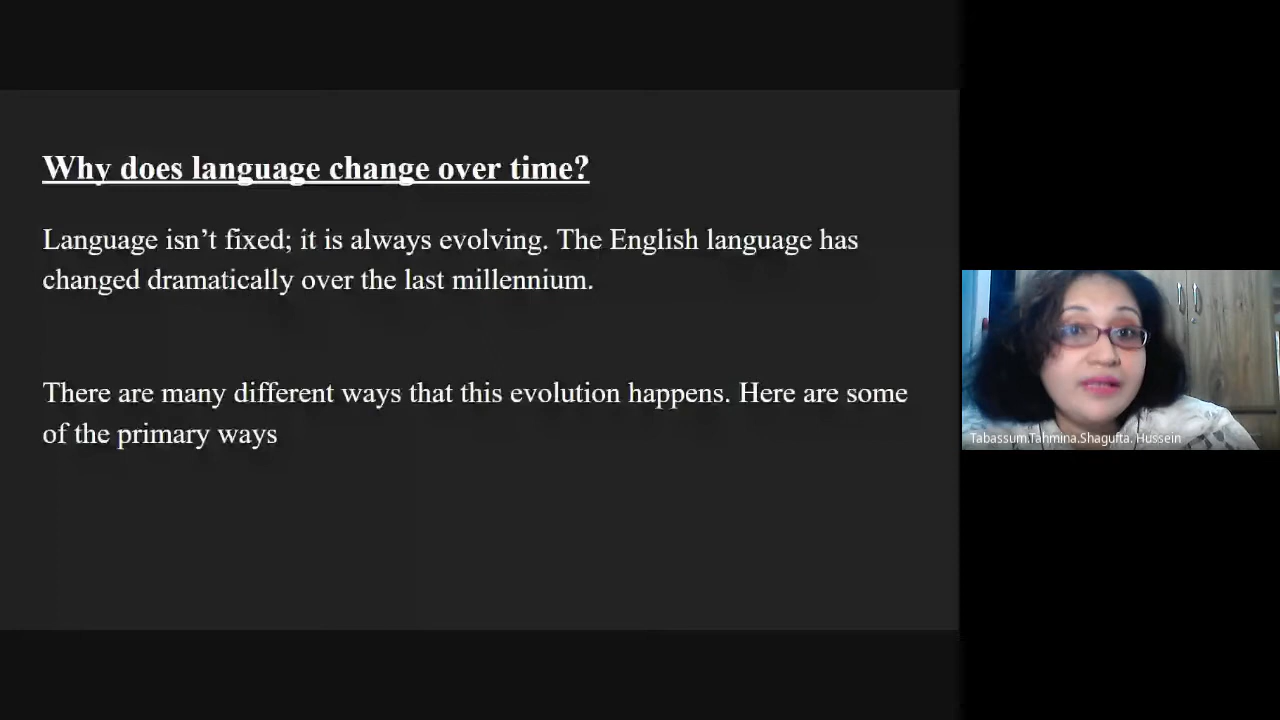 Why does language change over time?
Language isn’t fixed; it is always evolving. The English language has
changed dramatically over the last millennium.
There are many different ways that this evolution happens. Here are some
of the primary ways
Tabassum.Tahmina.Shagufta. Hussein